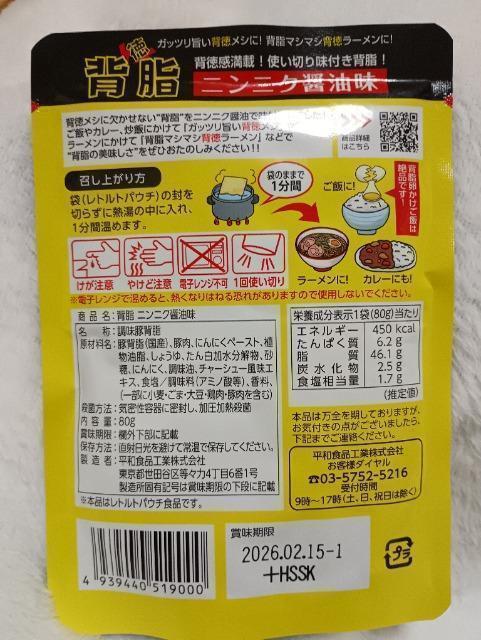 ガッツリ旨い背徳メシに! 背脂マシマシ背徳ラーメンに!
背徳感満載!使い切り味付き背脂!
徳
背脂
ニンニク醤油味
背徳メシに欠かせない"背脂"をニンニク醤油で
ご飯やカレー、炒飯にかけて『ガッツリ旨い背徳
ラーメンにかけて『背脂マシマシ背徳ラーメン』などで
"背脂の美味しさ"をぜひおたのしみください!!
商品詳細
はこちら
召し上がり方
袋(レトルトパウチ)の封を
切らずに熱湯の中に入れ、
1分間温めます。
袋のままで
1分間
ご飯に!
背脂卵かけご飯は
絶品です!
ラーメンに!
カレーにも!
けが注意
やけど注意
電子レンジ不可
1回使い切り
※電子レンジで温めると、熱くなりはねる恐れがありますので使用しないでください。
商品名:背脂 ニンニク醤油味
名称:調味豚背脂
原材料名:豚背脂(国産)、豚肉、にんにくペースト、植
物油脂、しょうゆ、たん白加水分解物、砂
糖、にんにく、調味油、チャーシュー風味エ
キス、食塩/調味料(アミノ酸等)、香料、
(一部に小麦・ごま・大豆・鶏肉・豚肉を含む)
殺菌方法:気密性容器に密封し、加圧加熱殺菌
内容量:80g
賞味期限:欄外下部に記載
保存方法:直射日光を避けて常温で保存してください。
製造者:平和食品工業株式会社
東京都世田谷区等々力4丁目6番1号
製造所固有記号は賞味期限の下段に記載
※本品はレトルトパウチ食品です。
栄養成分表示1袋(80g)当たり
エネルギー 450 kcal
たんぱく質 6.2 g
脂質 46.1 g
炭水化物 2.5 g
食塩相当量 1.7 g
(推定値)
本品は万全を期しておりますが、
お気付きの点がございましたら、
下記までご連絡ください。
平和食品工業株式会社
お客様ダイヤル
☎03-5752-5216
受付時間
9時〜17時(土、日、祝日は除く)
4 939440 519000
賞味期限
2026.02.15-1
+HSSK
プラ